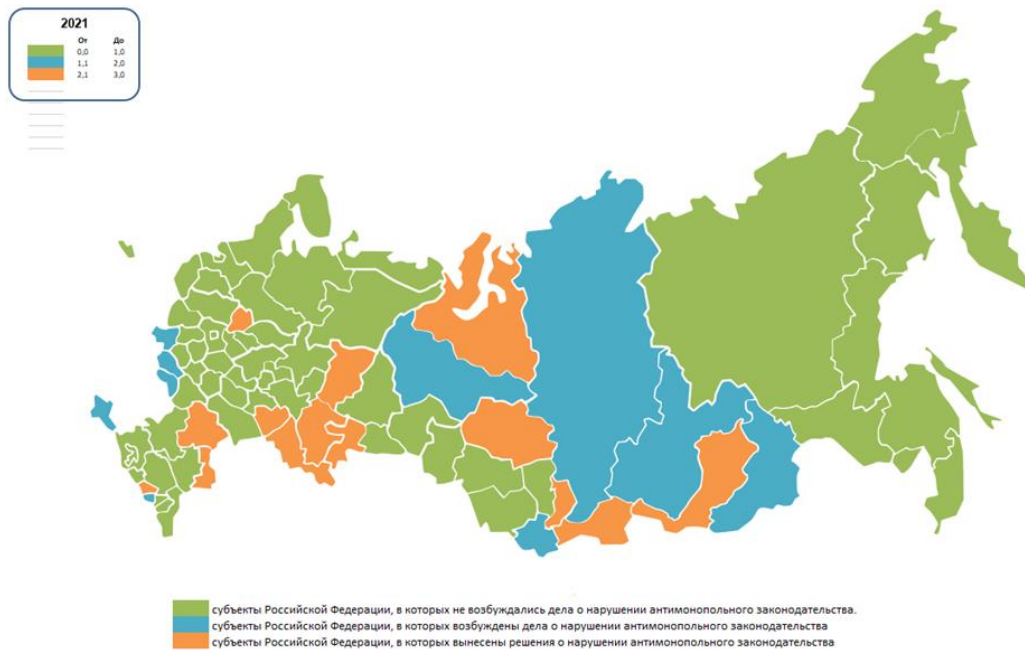 2021
От До
0,0 1,0
1,1 2,0
2,1 3,0
субъекты Российской Федерации, в которых не возбуждались дела о нарушении антимонопольного законодательства.
субъекты Российской Федерации, в которых возбуждены дела о нарушении антимонопольного законодательства
субъекты Российской Федерации, в которых вынесены решения о нарушении антимонопольного законодательства